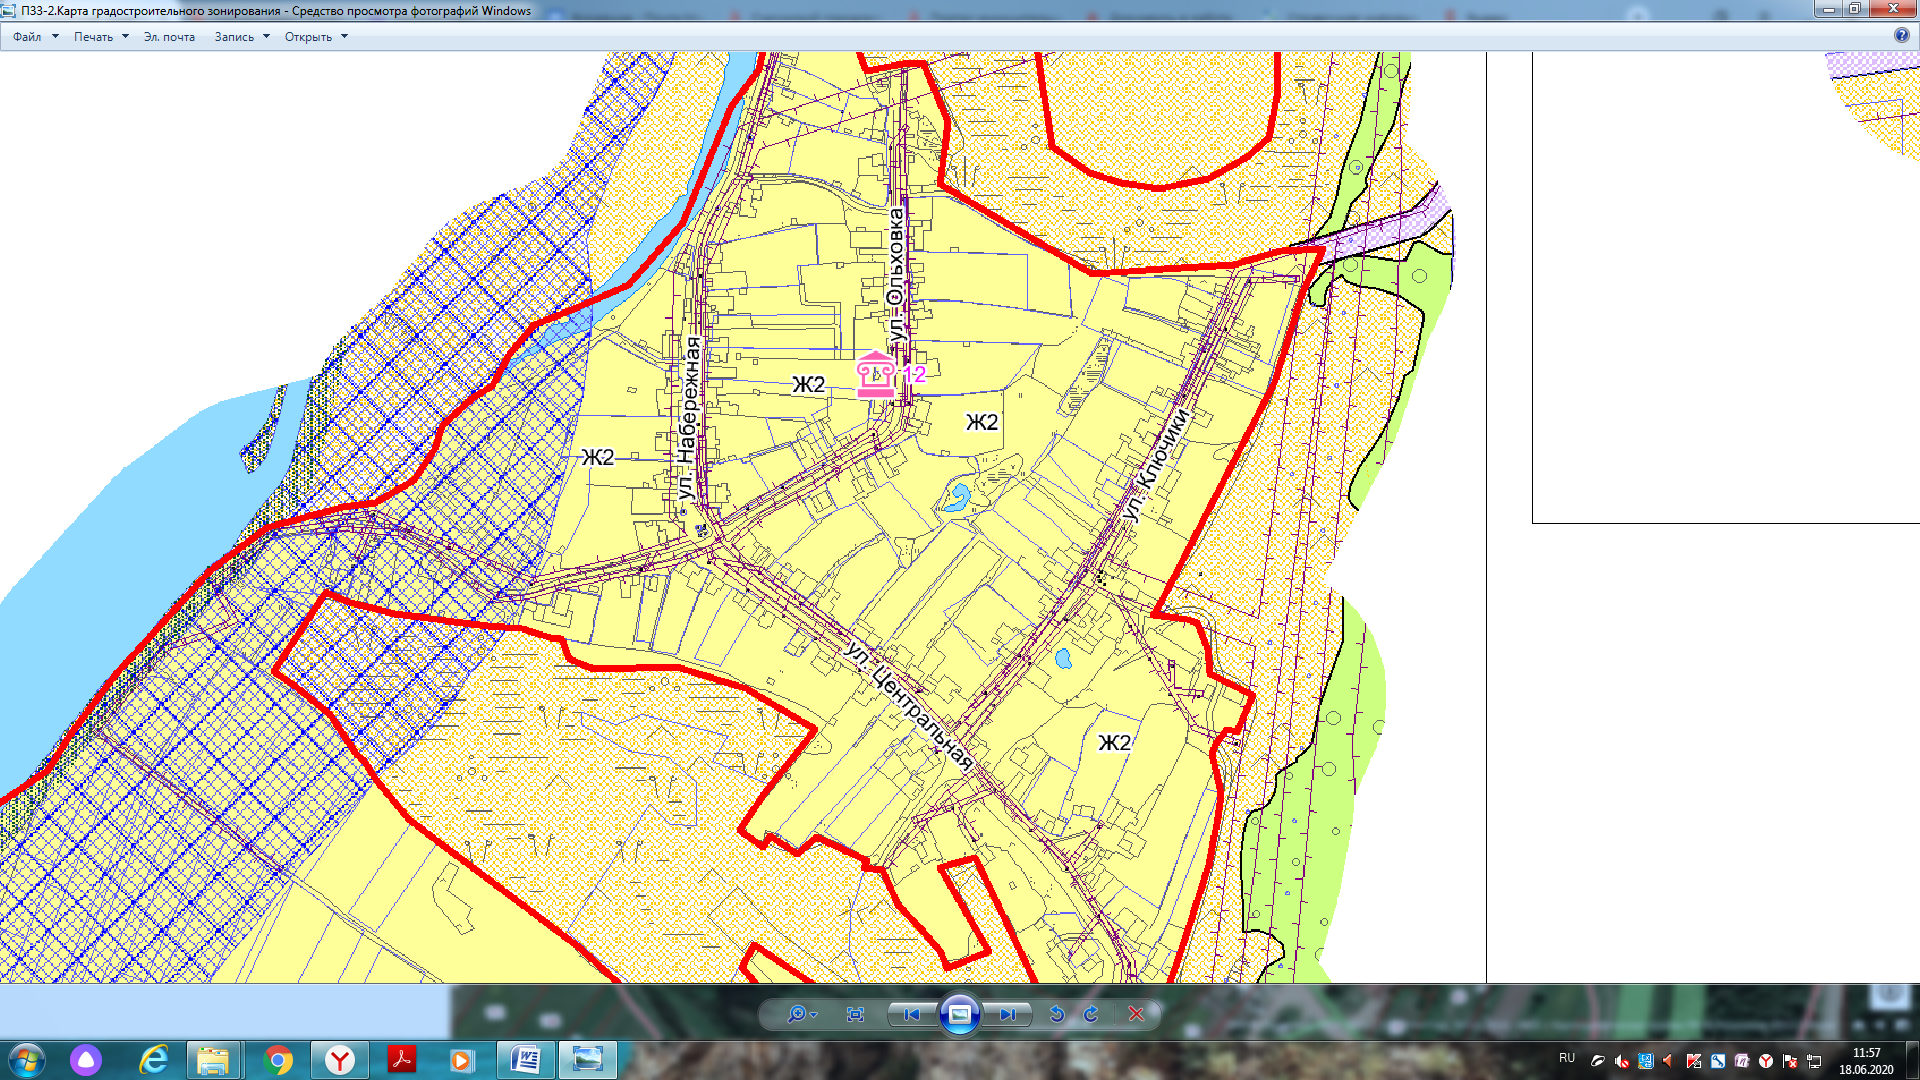 ПЗЗ-2.Карта градостроительного зонирования - Средство просмотра фотографий Windows
Файл Печать Эл. почта Запись Открыть
ул. Ольховка
ул. Набережная
12
Ж2
Ж2
Ж2
ул. Ключики
ул. Центральная
Ж2
RU
11:57
18.06.2020